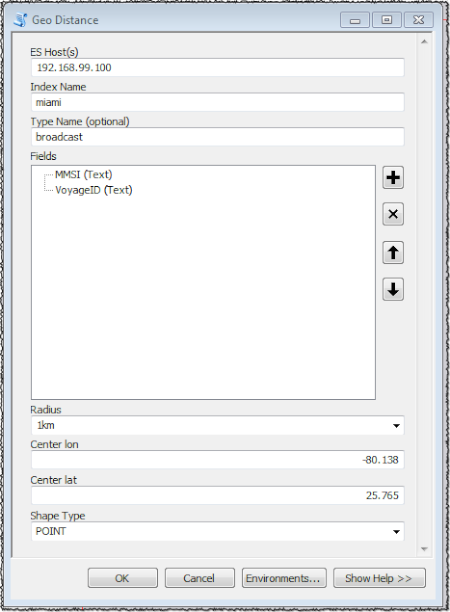 Geo Distance
ES Host(s)
192.168.99.100
Index Name
miami
Type Name (optional)
broadcast
Fields
MMSI (Text)
VoyageID (Text)
Radius
1km
Center lon
-80.138
Center lat
25.765
Shape Type
POINT
OK Cancel Environments... Show Help >>